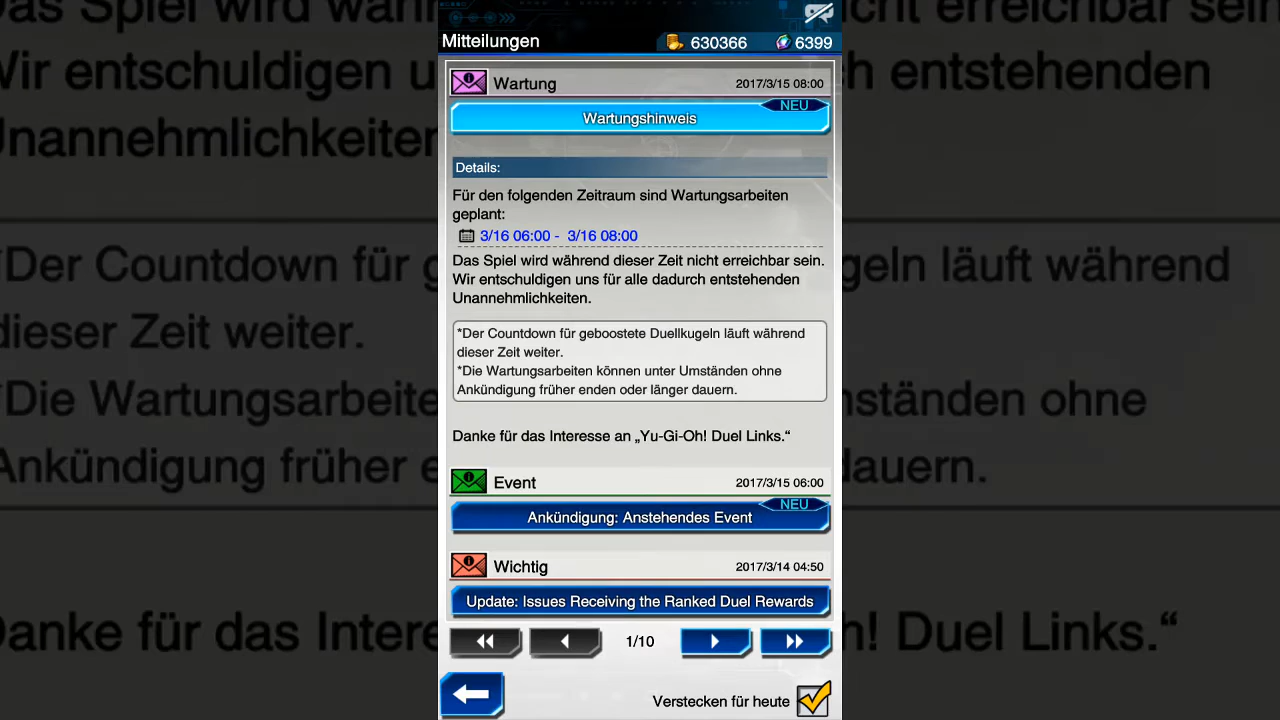 Mitteilungen
630366
6399
Wartung
2017/3/15 08:00
NEU
Wartungshinweis
Details:
Für den folgenden Zeitraum sind Wartungsarbeiten
geplant:
3/16 06:00 - 3/16 08:00
Das Spiel wird während dieser Zeit nicht erreichbar sein.
Wir entschuldigen uns für alle dadurch entstehenden
Unannehmlichkeiten.
*Der Countdown für geboostete Duellkugeln läuft während
dieser Zeit weiter.
*Die Wartungsarbeiten können unter Umständen ohne
Ankündigung früher enden oder länger dauern.
Danke für das Interesse an „Yu-Gi-Oh! Duel Links.“
Event
2017/3/15 06:00
NEU
Ankündigung: Anstehendes Event
Wichtig
2017/3/14 04:50
Update: Issues Receiving the Ranked Duel Rewards
1/10
Verstecken für heute